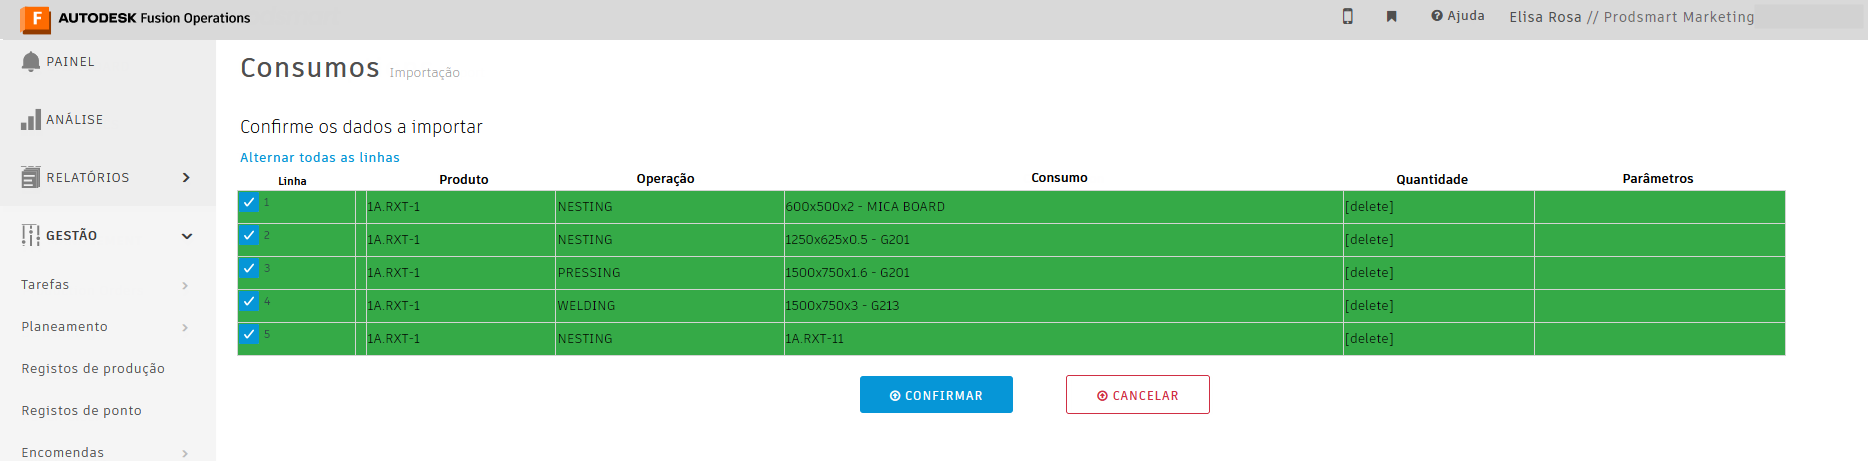 F AUTODESK Fusion Operations
Ajuda
Elisa Rosa // Prodsmart Marketing
PAINEL
ANÁLISE
RELATÓRIOS
GESTÃO
Tarefas
Planeamento
Registos de produção
Registos de ponto
Encomendas
Consumos Importação
Confirme os dados a importar
Alternar todas as linhas
Linha Produto Operação Consumo Quantidade Parâmetros
1 1A.RXT-1 NESTING 600x500x2 - MICA BOARD [delete]
2 1A.RXT-1 NESTING 1250x625x0.5 - G201 [delete]
3 1A.RXT-1 PRESSING 1500x750x1.6 - G201 [delete]
4 1A.RXT-1 WELDING 1500x750x3 - G213 [delete]
5 1A.RXT-1 NESTING 1A.RXT-11 [delete]
CONFIRMAR
CANCELAR